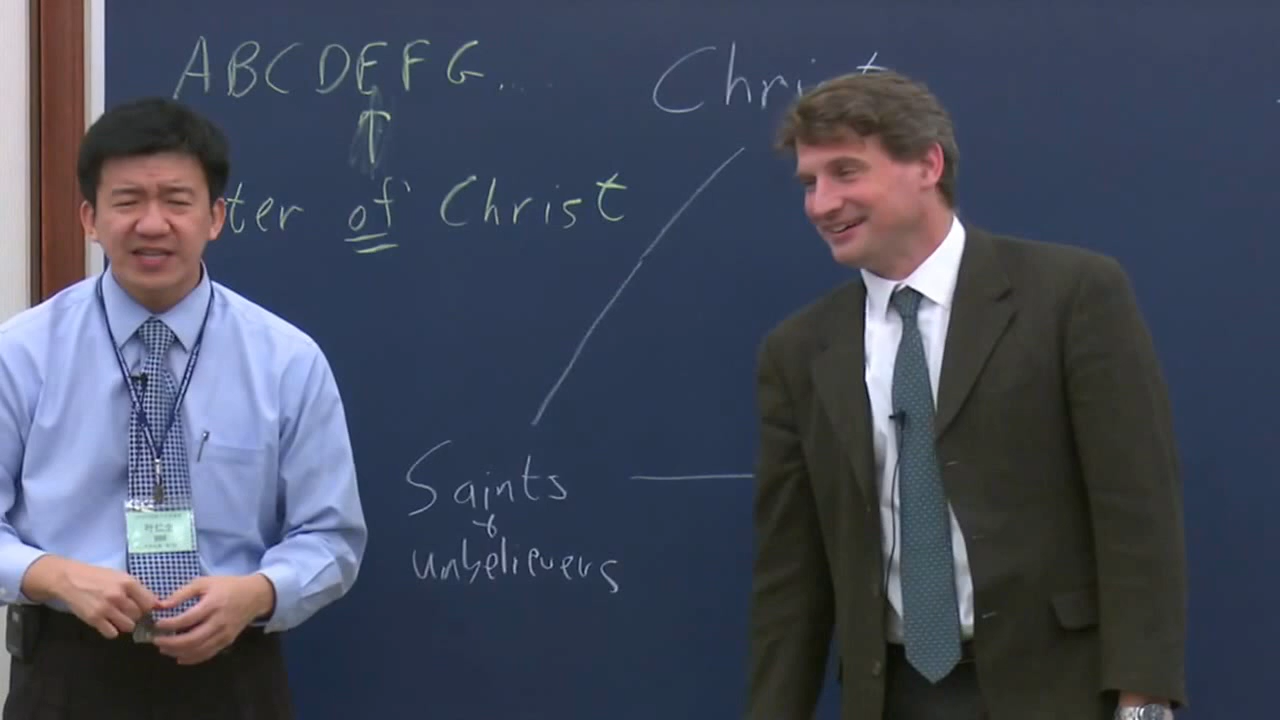 ABCDEFG...
Christ
ter of Christ
Saints
unbelievers